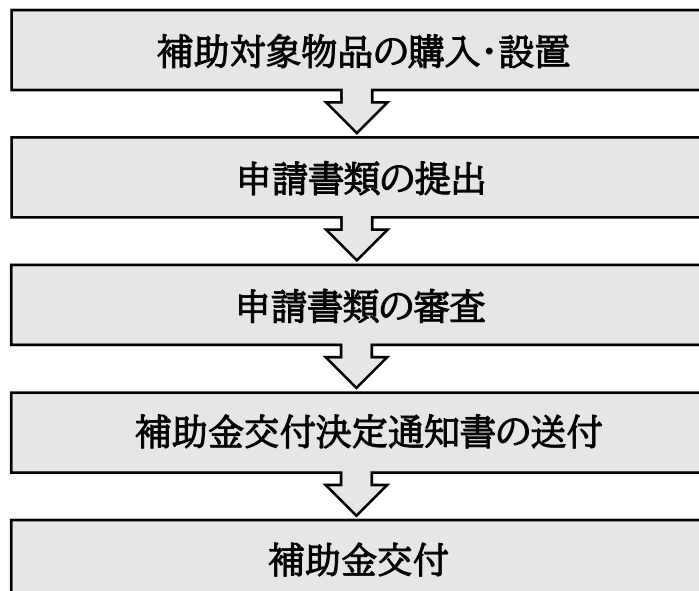 補助対象物品の購入・設置
申請書類の提出
申請書類の審査
補助金交付決定通知書の送付
補助金交付